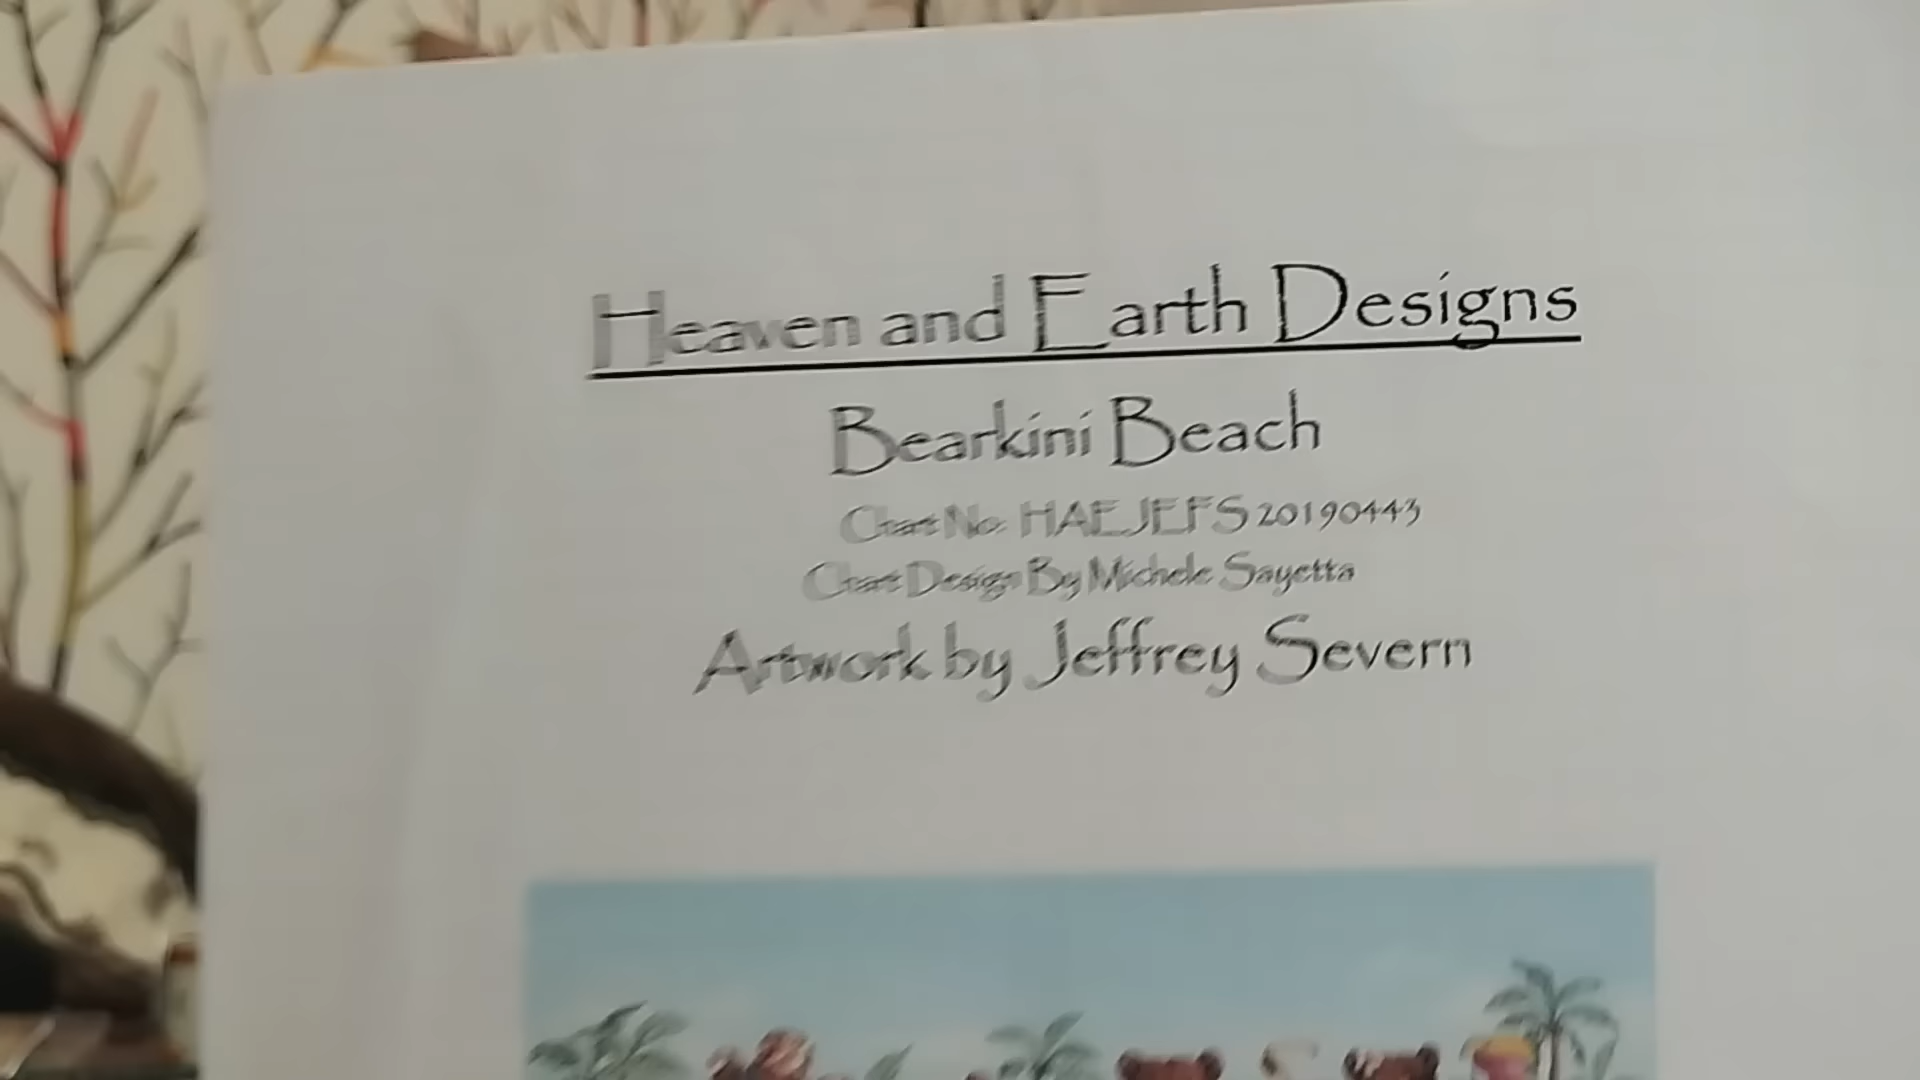 Heaven and Earth Designs
Bearkini Beach
Chart No: HAEJEFS 20190443
Chart Design By Michele Sayetta
Artwork by Jeffrey Severn